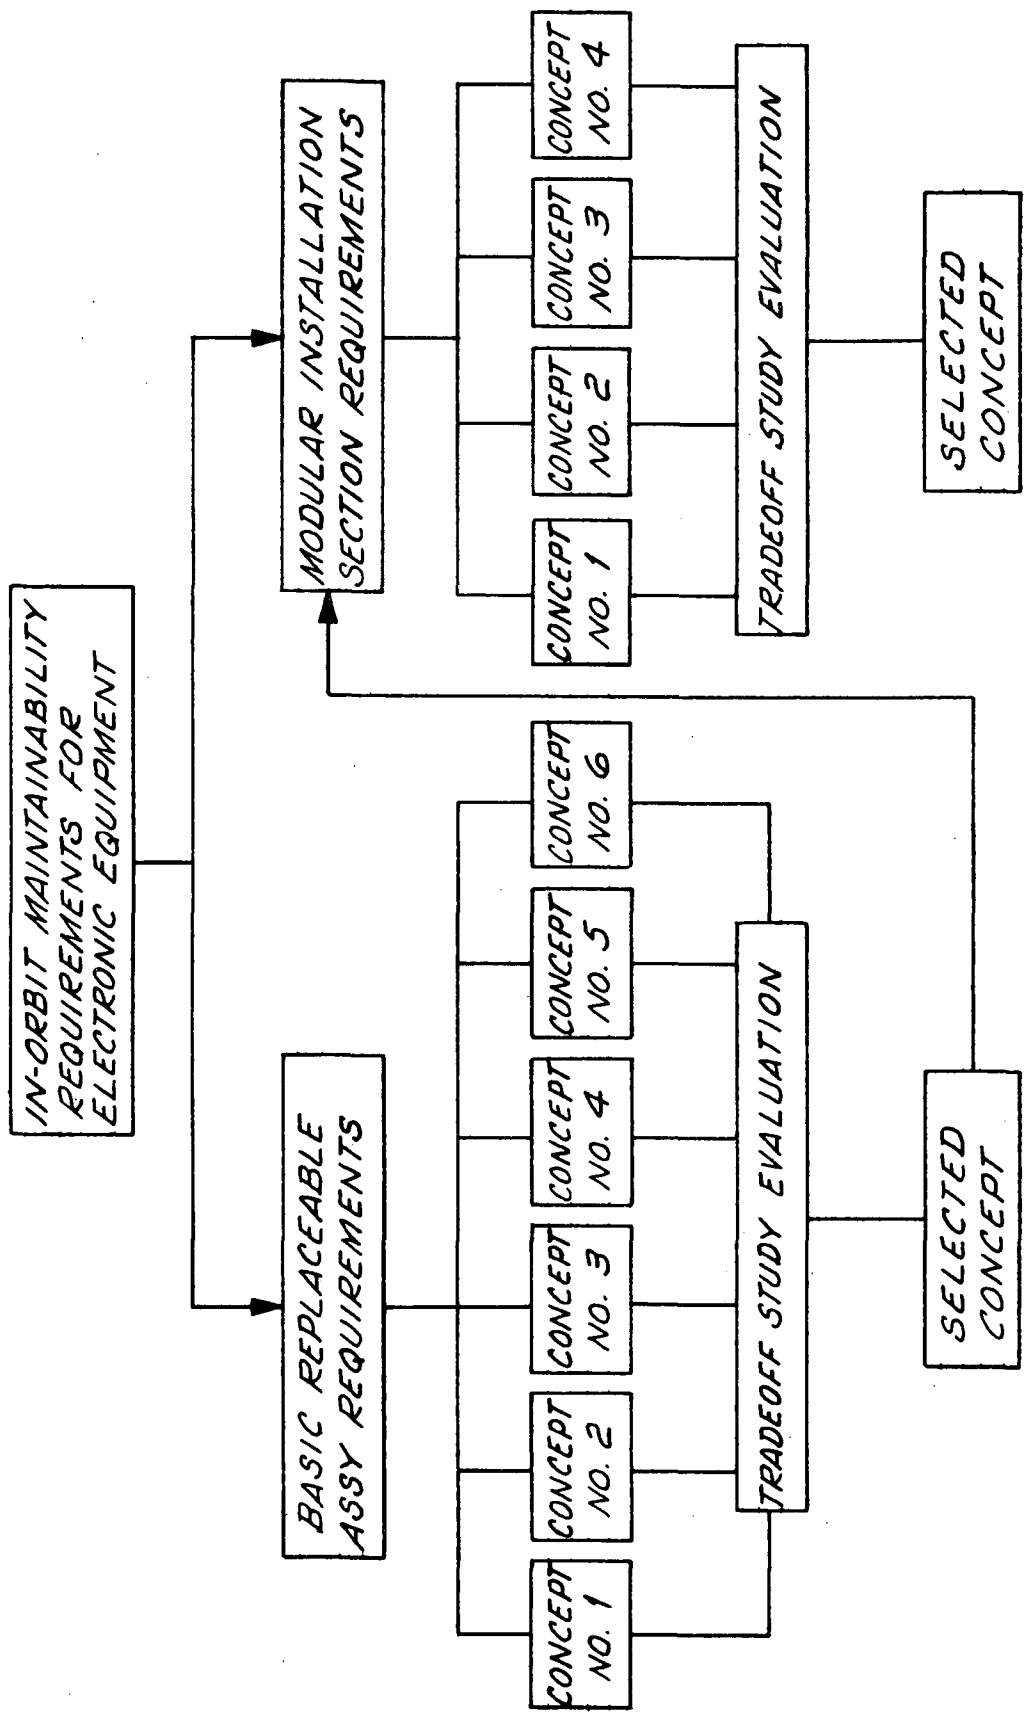 IN-ORBIT MAINTAINABILITY
REQUIREMENTS FOR
ELECTRONIC EQUIPMENT
BASIC REPLACEABLE
ASSY REQUIREMENTS
CONCEPT
NO. 1
CONCEPT
NO. 2
CONCEPT
NO. 3
CONCEPT
NO. 4
CONCEPT
NO. 5
CONCEPT
NO. 6
TRADEOFF STUDY EVALUATION
SELECTED
CONCEPT
MODULAR INSTALLATION
SECTION REQUIREMENTS
CONCEPT
NO. 1
CONCEPT
NO. 2
CONCEPT
NO. 3
CONCEPT
NO. 4
TRADEOFF STUDY EVALUATION
SELECTED
CONCEPT